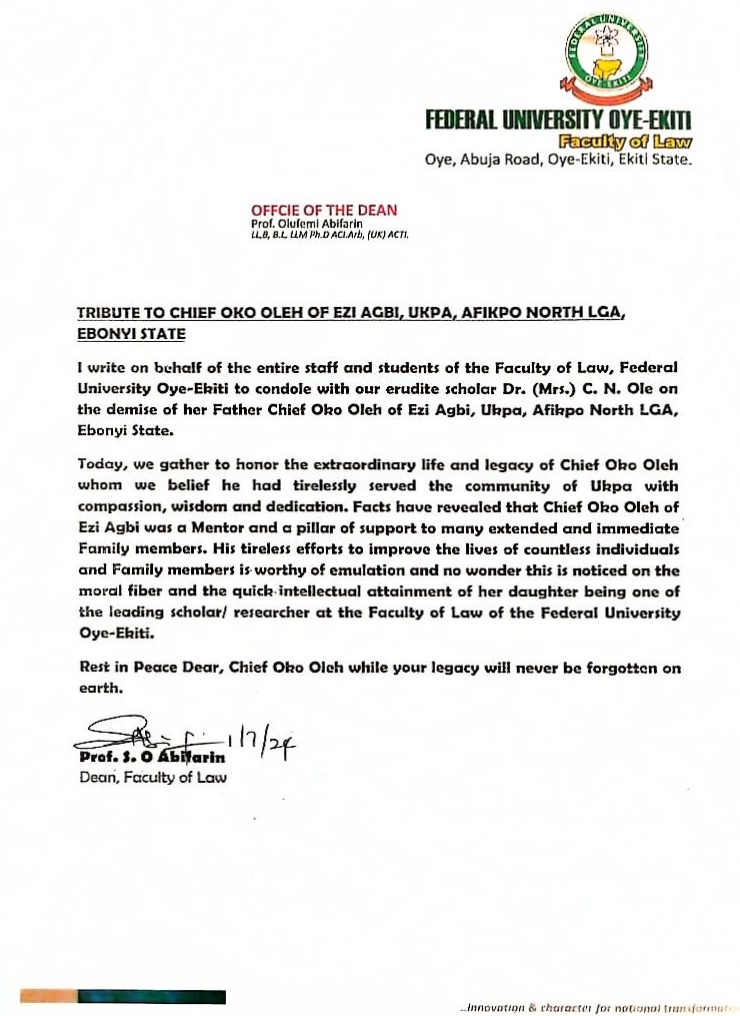 FEDERAL UNIVERSITY
OYE-EKITI
FEDERAL UNIVERSITY OYE-EKITI
Faculty of Law
Oye, Abuja Road, Oye-Ekiti, Ekiti State.
OFFCIE OF THE DEAN
Prof. Olufemi Abifarin
LL.B, B.L. LLM Ph.D ACI.Arb, (UK) ACTI.
TRIBUTE TO CHIEF OKO OLEH OF EZI AGBI, UKPA, AFIKPO NORTH LGA,
EBONYI STATE
I write on behalf of the entire staff and students of the Faculty of Law, Federal
University Oye-Ekiti to condole with our erudite scholar Dr. (Mrs.) C. N. Ole on
the demise of her Father Chief Oko Oleh of Ezi Agbi, Ukpa, Afikpo North LGA,
Ebonyi State.
Today, we gather to honor the extraordinary life and legacy of Chief Oko Oleh
whom we belief he had tirelessly served the community of Ukpa with
compassion, wisdom and dedication. Facts have revealed that Chief Oko Oleh of
Ezi Agbi was a Mentor and a pillar of support to many extended and immediate
Family members. His tireless efforts to improve the lives of countless individuals
and Family members is worthy of emulation and no wonder this is noticed on the
moral fiber and the quick intellectual attainment of her daughter being one of
the leading scholar/ researcher at the Faculty of Law of the Federal University
Oye-Ekiti.
Rest in Peace Dear, Chief Oko Oleh while your legacy will never be forgotten on
earth.
1/7/24
Prof. S. O Abifarin
Dean, Faculty of Law
...Innovation & character for national transformation